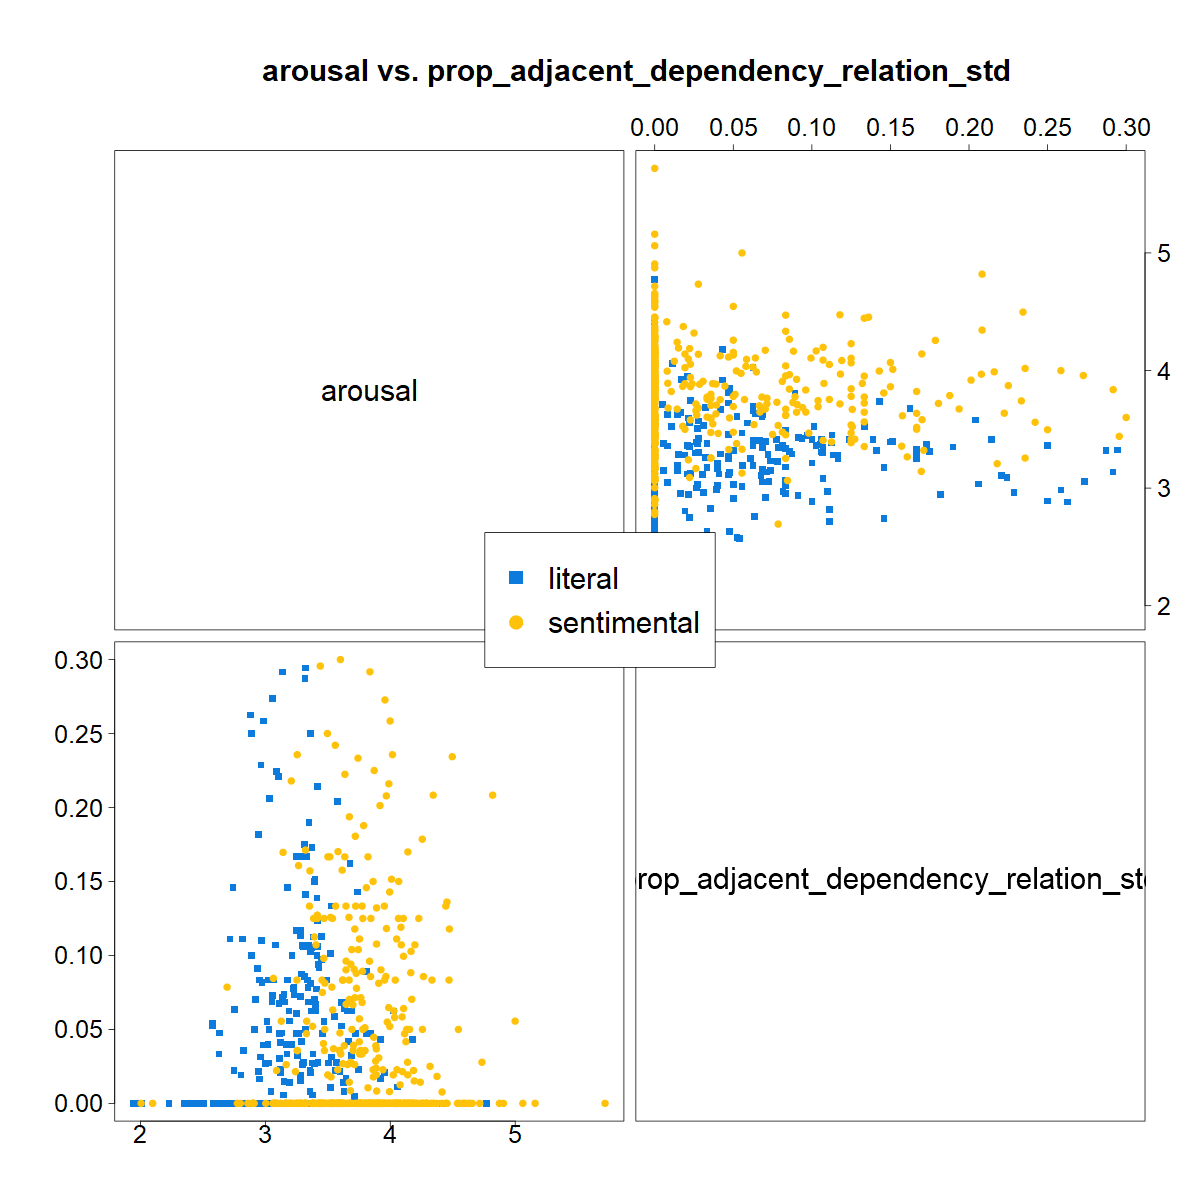 arousal vs. prop_adjacent_dependency_relation_std
0.00 0.05 0.10 0.15 0.20 0.25 0.30
arousal
5
4
3
2
literal
sentimental
0.30
0.25
0.20
0.15
0.10
0.05
0.00
rop_adjacent_dependency_relation_st
2 3 4 5